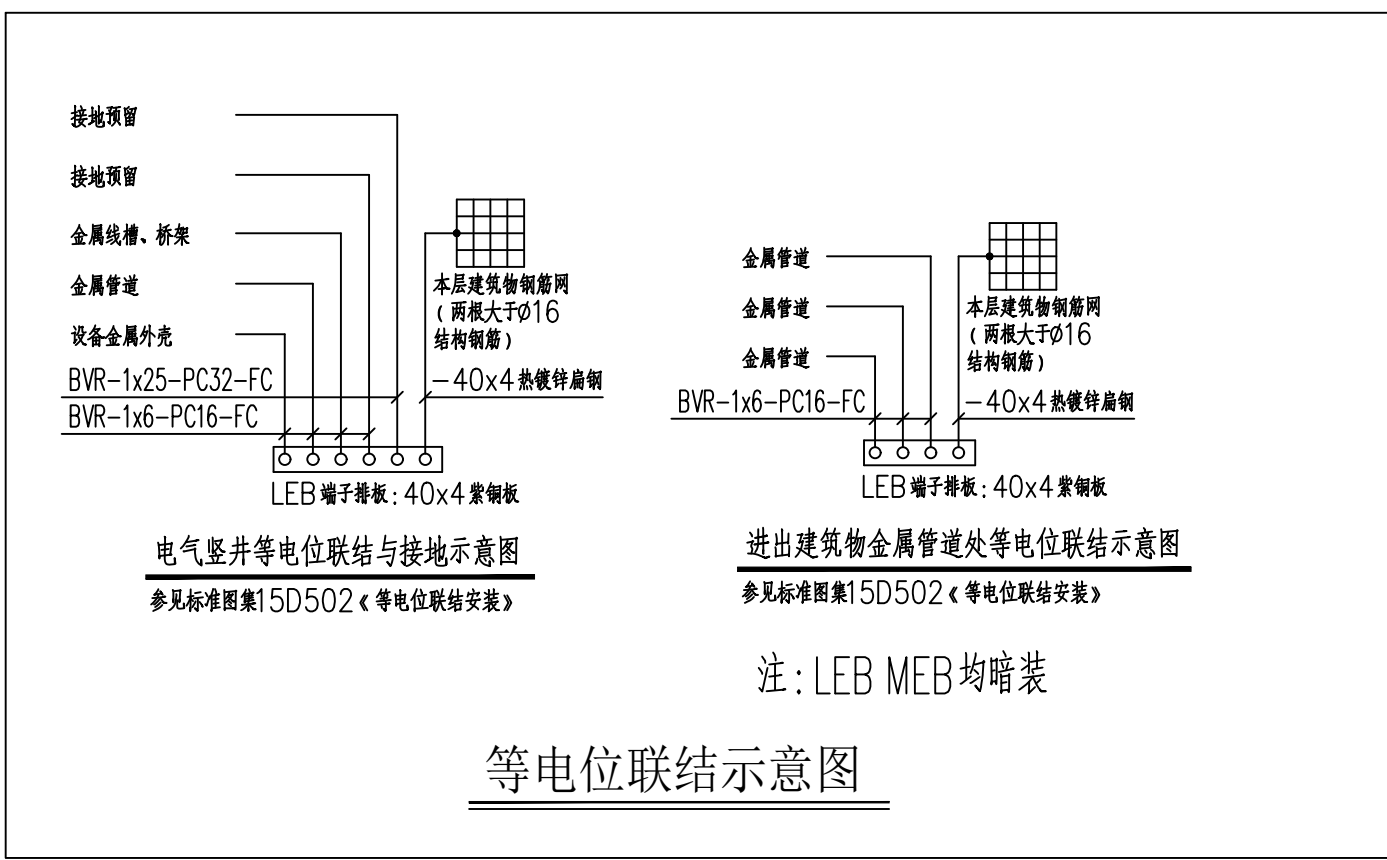 接地预留
接地预留
金属线槽、桥架
金属管道
设备金属外壳
BVR-1x25-PC32-FC
BVR-1x6-PC16-FC
本层建筑物钢筋网
(两根大于Ø16
结构钢筋)
-40x4热镀锌扁钢
LEB端子排板:40x4紫铜板
电气竖井等电位联结与接地示意图
参见标准图集15D502《等电位联结安装》
金属管道
金属管道
金属管道
BVR-1x6-PC16-FC
本层建筑物钢筋网
(两根大于Ø16
结构钢筋)
-40x4热镀锌扁钢
LEB端子排板:40x4紫铜板
进出建筑物金属管道处等电位联结示意图
参见标准图集15D502《等电位联结安装》
注:LEB MEB均暗装
等电位联结示意图